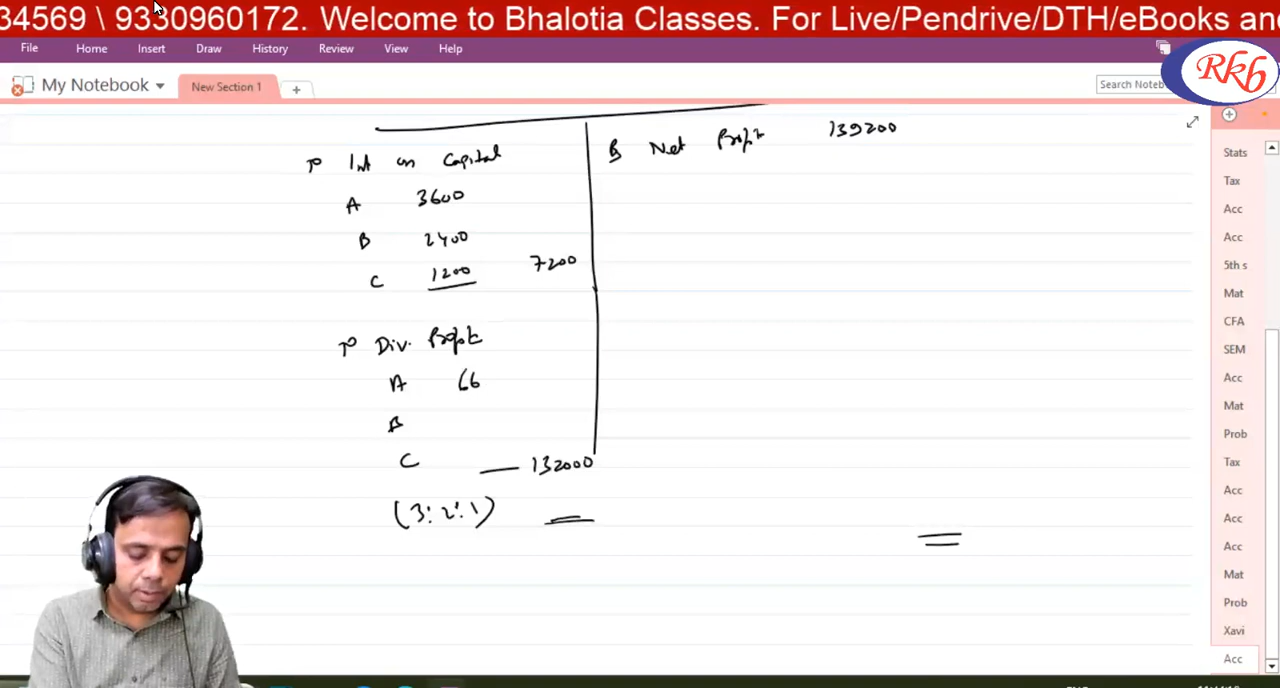 34569 \ 9330960172. Welcome to Bhalotia Classes. For Live/Pendrive/DTH/eBooks and
File Home Insert Draw History Review View Help
Rkb
My Notebook New Section 1 + Search Noteb
Int on Capital
B Net Profit 139200
A 3600
B 2400
C 1200 7200
Div. Profit
A 66
B
C 132000
(3:2:1)
Stats
Tax
Acc
Acc
5th s
Mat
CFA
SEM
Acc
Mat
Prob
Tax
Acc
Acc
Acc
Mat
Prob
Xavi
Acc